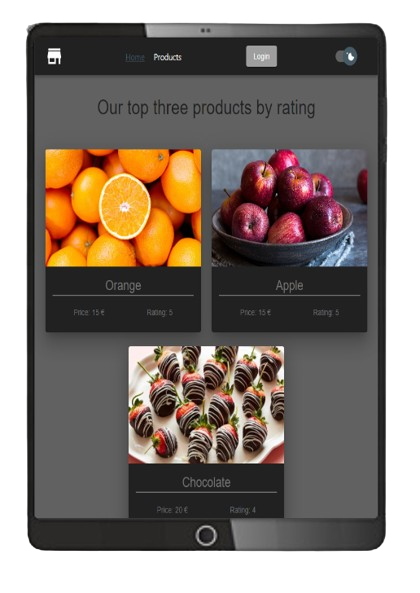 Home Products Login
Our top three products by rating
Orange
Price: 15 € Rating: 5
Apple
Price: 15 € Rating: 5
Chocolate
Price: 20 € Rating: 4